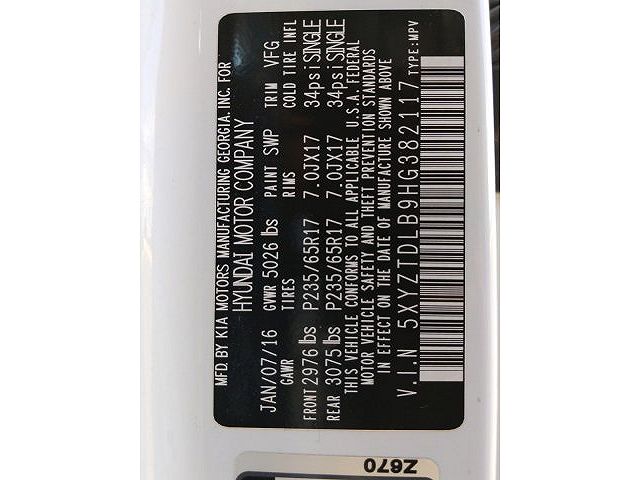 MFD. BY KIA MOTORS MANUFACTURING GEORGIA, INC. FOR
HYUNDAI MOTOR COMPANY
JAN/07/16 GVWR 5026 lbs PAINT SWP TRIM VFG
GAWR TIRES RIMS COLD TIRE INFL
FRONT 2976 lbs P235/65R17 7.0JX17 34psi SINGLE
REAR 3075 lbs P235/65R17 7.0JX17 34psi SINGLE
THIS VEHICLE CONFORMS TO ALL APPLICABLE U.S.A. FEDERAL
MOTOR VEHICLE SAFETY AND THEFT PREVENTION STANDARDS
IN EFFECT ON THE DATE OF MANUFACTURE SHOWN ABOVE
V.I.N 5XYZTDLB9HG382117 TYPE:MPV
Z670